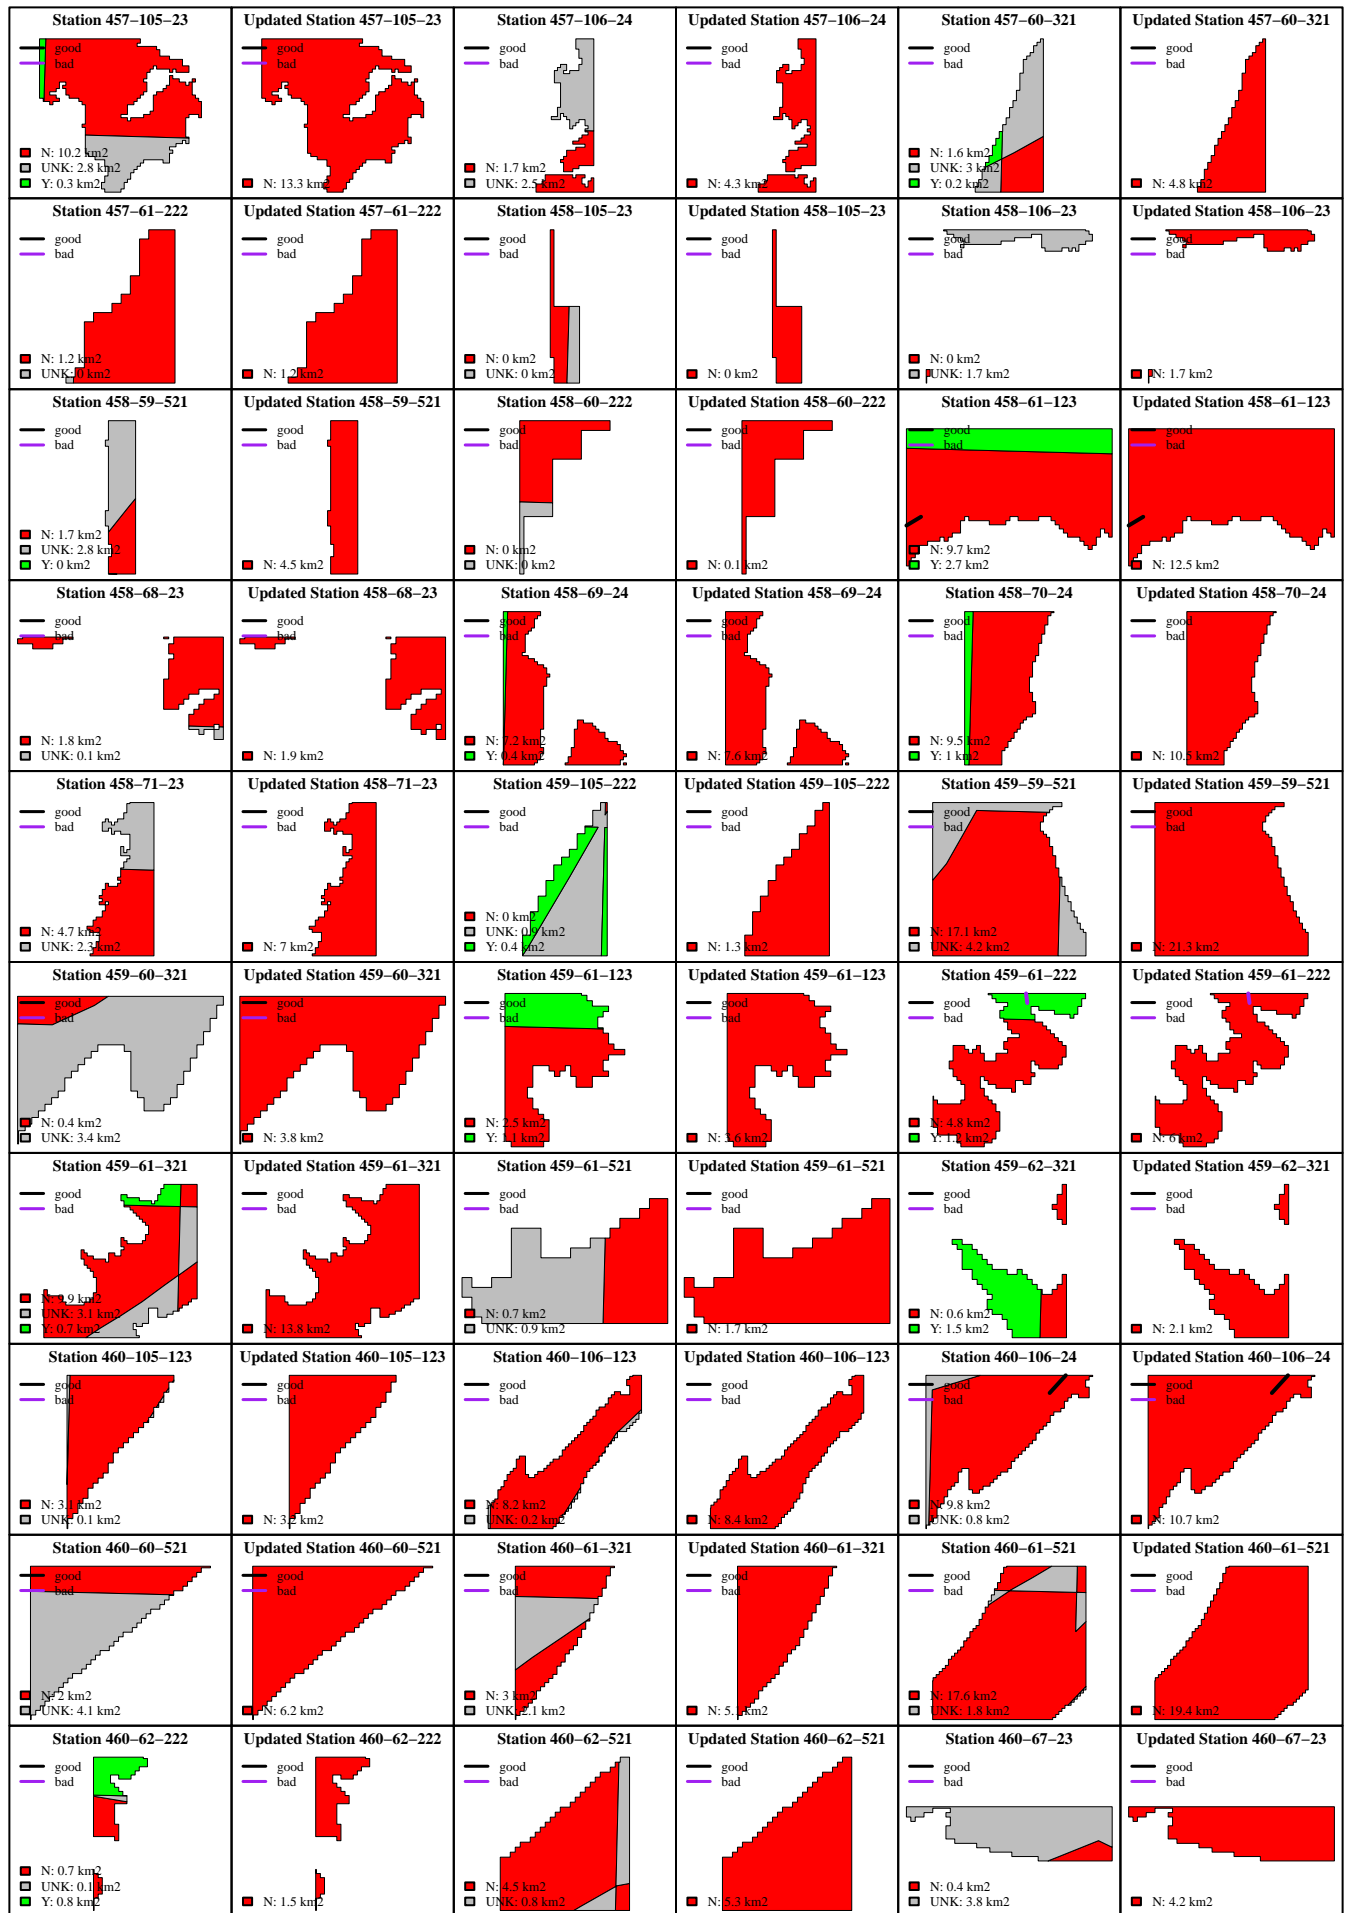 Station 457−105−23
good
bad
N: 10.2 km2
UNK: 2.8 km2
Y: 0.3 km2
Updated Station 457−105−23
good
bad
N: 13.3 km2
Station 457−106−24
good
bad
N: 1.7 km2
UNK: 2.5 km2
Updated Station 457−106−24
good
bad
N: 4.3 km2
Station 457−60−321
good
bad
N: 1.6 km2
UNK: 3 km2
Y: 0.2 km2
Updated Station 457−60−321
good
bad
N: 4.8 km2
Station 457−61−222
good
bad
N: 1.2 km2
UNK: 0 km2
Updated Station 457−61−222
good
bad
N: 1.2 km2
Station 458−105−23
good
bad
N: 0 km2
UNK: 0 km2
Updated Station 458−105−23
good
bad
N: 0 km2
Station 458−106−23
good
bad
N: 0 km2
UNK: 1.7 km2
Updated Station 458−106−23
good
bad
N: 1.7 km2
Station 458−59−521
good
bad
N: 1.7 km2
UNK: 2.8 km2
Y: 0 km2
Updated Station 458−59−521
good
bad
N: 4.5 km2
Station 458−60−222
good
bad
N: 0 km2
UNK: 0 km2
Updated Station 458−60−222
good
bad
N: 0.1 km2
Station 458−61−123
good
bad
N: 9.7 km2
Y: 2.7 km2
Updated Station 458−61−123
good
bad
N: 12.5 km2
Station 458−68−23
good
bad
N: 1.8 km2
UNK: 0.1 km2
Updated Station 458−68−23
good
bad
N: 1.9 km2
Station 458−69−24
good
bad
N: 7.2 km2
Y: 0.4 km2
Updated Station 458−69−24
good
bad
N: 7.6 km2
Station 458−70−24
good
bad
N: 9.5 km2
Y: 1 km2
Updated Station 458−70−24
good
bad
N: 10.5 km2
Station 458−71−23
good
bad
N: 4.7 km2
UNK: 2.3 km2
Updated Station 458−71−23
good
bad
N: 7 km2
Station 459−105−222
good
bad
N: 0 km2
UNK: 0.9 km2
Y: 0.4 km2
Updated Station 459−105−222
good
bad
N: 1.3 km2
Station 459−59−521
good
bad
N: 17.1 km2
UNK: 4.2 km2
Updated Station 459−59−521
good
bad
N: 21.3 km2
Station 459−60−321
good
bad
N: 0.4 km2
UNK: 3.4 km2
Updated Station 459−60−321
good
bad
N: 3.8 km2
Station 459−61−123
good
bad
N: 2.5 km2
Y: 1.1 km2
Updated Station 459−61−123
good
bad
N: 3.6 km2
Station 459−61−222
good
bad
N: 4.8 km2
Y: 1.2 km2
Updated Station 459−61−222
good
bad
N: 6 km2
Station 459−61−321
good
bad
N: 9.9 km2
UNK: 3.1 km2
Y: 0.7 km2
Updated Station 459−61−321
good
bad
N: 13.8 km2
Station 459−61−521
good
bad
N: 0.7 km2
UNK: 0.9 km2
Updated Station 459−61−521
good
bad
N: 1.7 km2
Station 459−62−321
good
bad
N: 0.6 km2
Y: 1.5 km2
Updated Station 459−62−321
good
bad
N: 2.1 km2
Station 460−105−123
good
bad
N: 3.1 km2
UNK: 0.1 km2
Updated Station 460−105−123
good
bad
N: 3.2 km2
Station 460−106−123
good
bad
N: 8.2 km2
UNK: 0.2 km2
Updated Station 460−106−123
good
bad
N: 8.4 km2
Station 460−106−24
good
bad
N: 9.8 km2
UNK: 0.8 km2
Updated Station 460−106−24
good
bad
N: 10.7 km2
Station 460−60−521
good
bad
N: 2 km2
UNK: 4.1 km2
Updated Station 460−60−521
good
bad
N: 6.2 km2
Station 460−61−321
good
bad
N: 3 km2
UNK: 2.1 km2
Updated Station 460−61−321
good
bad
N: 5.1 km2
Station 460−61−521
good
bad
N: 17.6 km2
UNK: 1.8 km2
Updated Station 460−61−521
good
bad
N: 19.4 km2
Station 460−62−222
good
bad
N: 0.7 km2
UNK: 0.1 km2
Y: 0.8 km2
Updated Station 460−62−222
good
bad
N: 1.5 km2
Station 460−62−521
good
bad
N: 4.5 km2
UNK: 0.8 km2
Updated Station 460−62−521
good
bad
N: 5.3 km2
Station 460−67−23
good
bad
N: 0.4 km2
UNK: 3.8 km2
Updated Station 460−67−23
good
bad
N: 4.2 km2